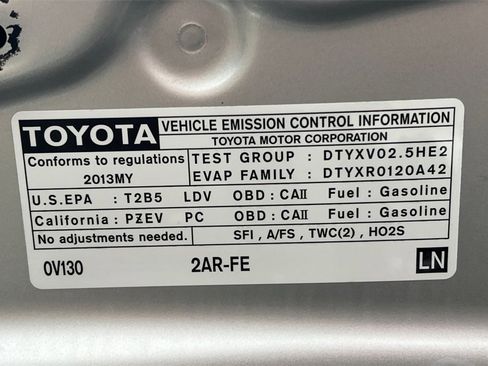 TOYOTA VEHICLE EMISSION CONTROL INFORMATION
TOYOTA MOTOR CORPORATION
Conforms to regulations TEST GROUP : DTYXV02.5HE2
2013MY EVAP FAMILY : DTYXR0120A42
U.S.EPA : T2B5 LDV OBD : CAII Fuel : Gasoline
California : PZEV PC OBD : CAII Fuel : Gasoline
No adjustments needed. SFI , A/FS , TWC(2) , HO2S
0V130 2AR-FE LN